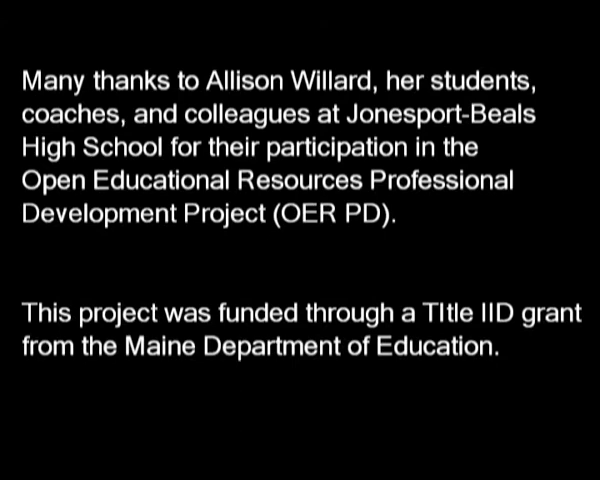 Many thanks to Allison Willard, her students,
coaches, and colleagues at Jonesport-Beals
High School for their participation in the
Open Educational Resources Professional
Development Project (OER PD).
This project was funded through a TItle IID grant
from the Maine Department of Education.